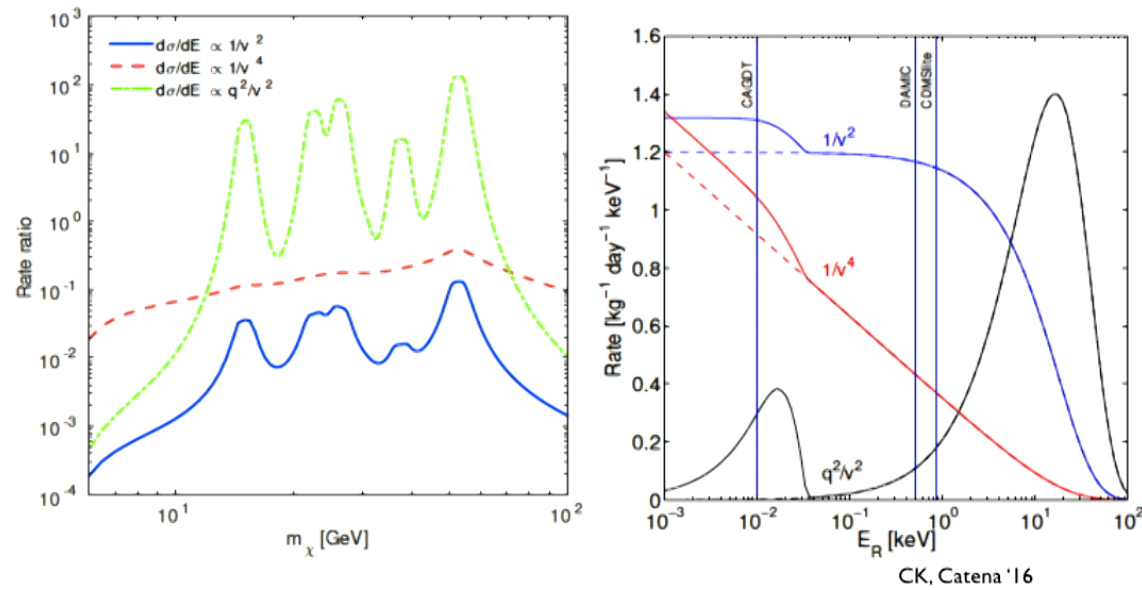 10³
10²
10¹
10⁰
10⁻¹
10⁻²
10⁻³
10⁻⁴
Rate ratio
dσ/dE ∝ 1/v²
dσ/dE ∝ 1/v⁴
dσ/dE ∝ q²/v²
10¹
10²
m_χ [GeV]
1.6
1.4
1.2
1
0.8
0.6
0.4
0.2
0
Rate [kg⁻¹ day⁻¹ keV⁻¹]
CAGDT
DAMIC
CDMSlite
1/v²
1/v⁴
q²/v²
10⁻³
10⁻²
10⁻¹
10⁰
10¹
10²
E_R [keV]
CK, Catena ‘16